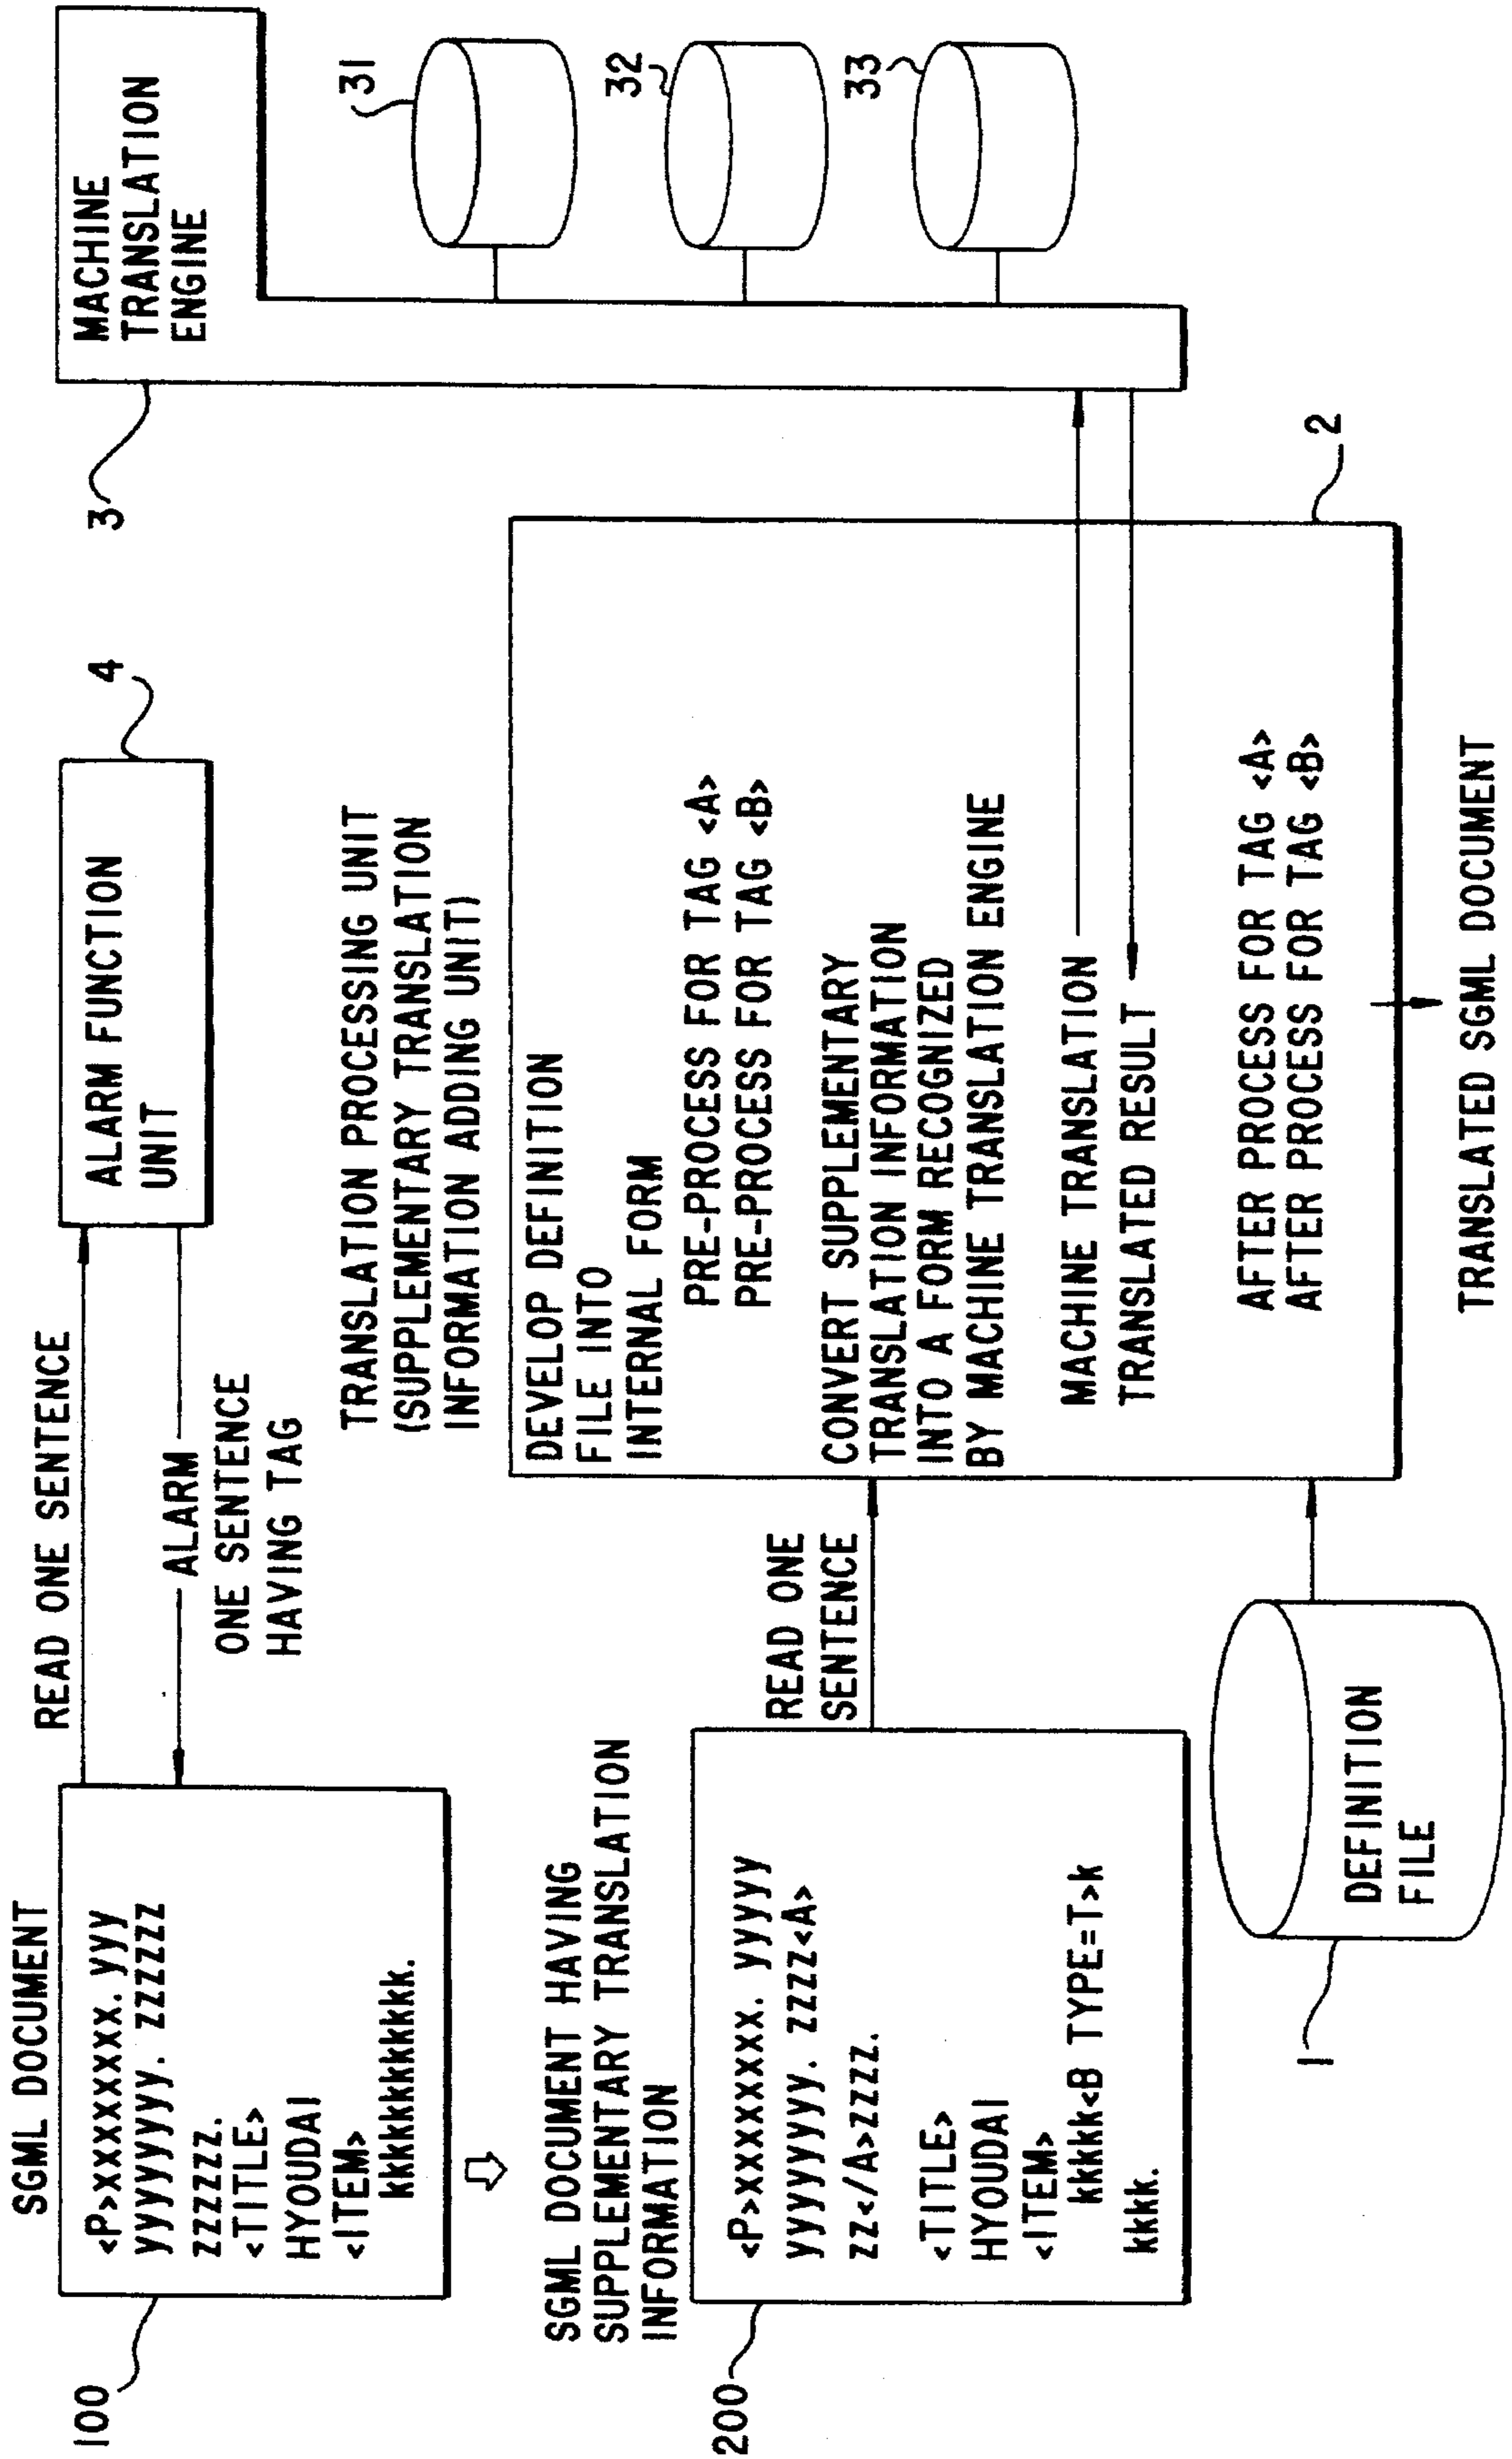 SGML DOCUMENT
<P>xxxxxxxx. yyy
yyyyyyyyy. zzzzzz
zzzzzz.
<TITLE>
HYOUDAI
<ITEM>
kkkkkkkkkk.
100
READ ONE SENTENCE
ALARM
ONE SENTENCE
HAVING TAG
ALARM FUNCTION
UNIT
4
MACHINE
TRANSLATION
ENGINE
3
31
32
33
SGML DOCUMENT HAVING
SUPPLEMENTARY TRANSLATION
INFORMATION
<P>xxxxxxxx. yyyyy
yyyyyyyyy. zzzz<A>
zz</A>zzzz.
<TITLE>
HYOUDAI
<ITEM>
kkkkk<B TYPE=T>k
kkkk.
200
READ ONE
SENTENCE
DEFINITION
FILE
1
TRANSLATION PROCESSING UNIT
(SUPPLEMENTARY TRANSLATION
INFORMATION ADDING UNIT)
DEVELOP DEFINITION
FILE INTO
INTERNAL FORM
PRE-PROCESS FOR TAG <A>
PRE-PROCESS FOR TAG <B>
CONVERT SUPPLEMENTARY
TRANSLATION INFORMATION
INTO A FORM RECOGNIZED
BY MACHINE TRANSLATION ENGINE
MACHINE TRANSLATION
TRANSLATED RESULT
AFTER PROCESS FOR TAG <A>
AFTER PROCESS FOR TAG <B>
2
TRANSLATED SGML DOCUMENT